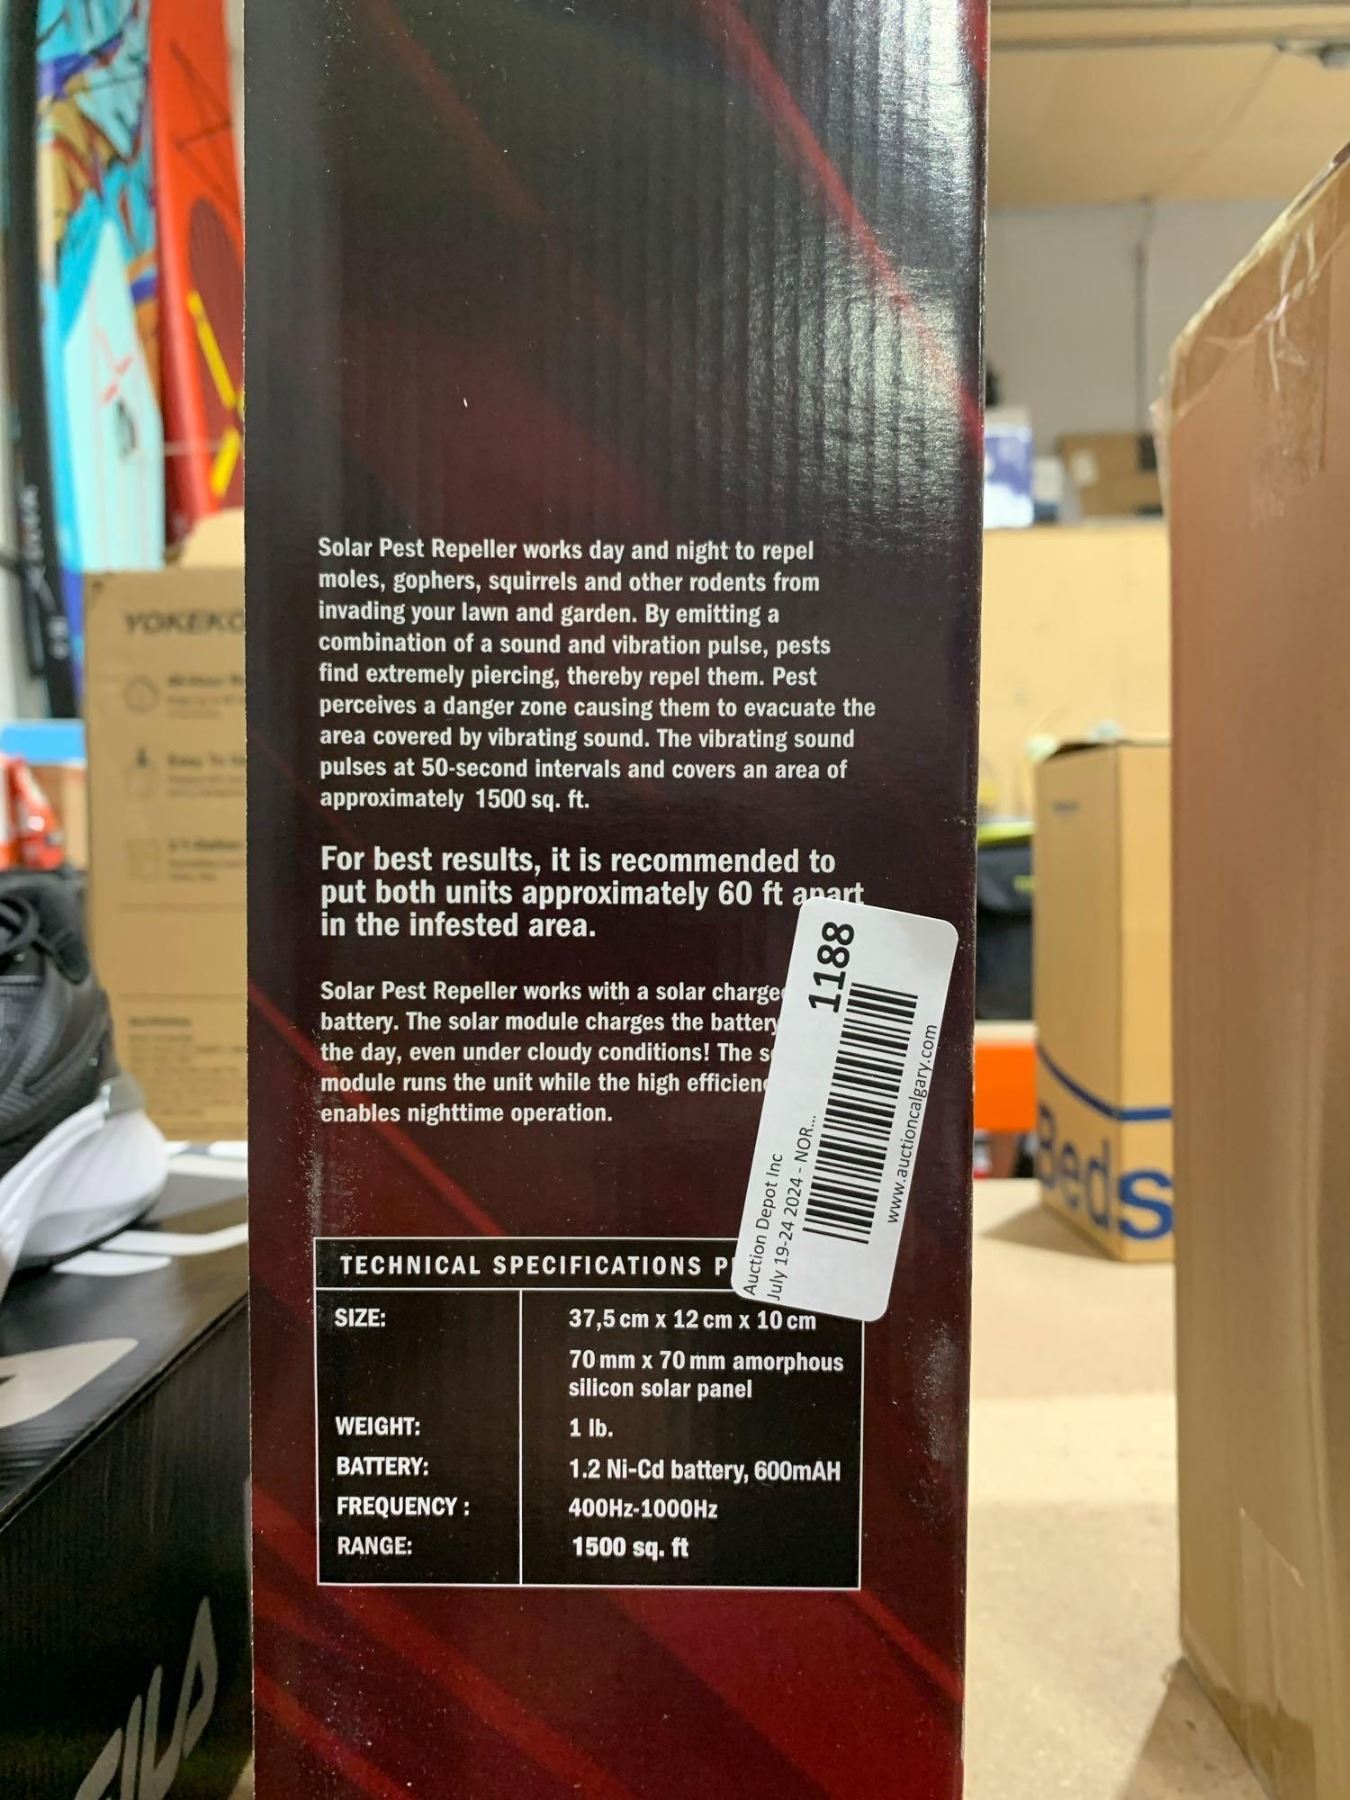 Solar Pest Repeller works day and night to repel
moles, gophers, squirrels and other rodents from
invading your lawn and garden. By emitting a
combination of a sound and vibration pulse, pests
find extremely piercing, thereby repel them. Pest
perceives a danger zone causing them to evacuate the
area covered by vibrating sound. The vibrating sound
pulses at 50-second intervals and covers an area of
approximately 1500 sq. ft.
For best results, it is recommended to
put both units approximately 60 ft apart
in the infested area.
Solar Pest Repeller works with a solar charge
battery. The solar module charges the battery
the day, even under cloudy conditions! The
module runs the unit while the high
enables nighttime operation.
TECHNICAL SPECIFICATIONS
SIZE: 37,5 cm x 12 cm x 10 cm
70 mm x 70 mm amorphous
silicon solar panel
WEIGHT: 1 lb.
BATTERY: 1.2 Ni-Cd battery, 600mAH
FREQUENCY : 400Hz-1000Hz
RANGE: 1500 sq. ft
1188
Auction Depot Inc
July 19-24 2024 - NOR...
www.auctioncalgary.com
YOKEKO
Beds